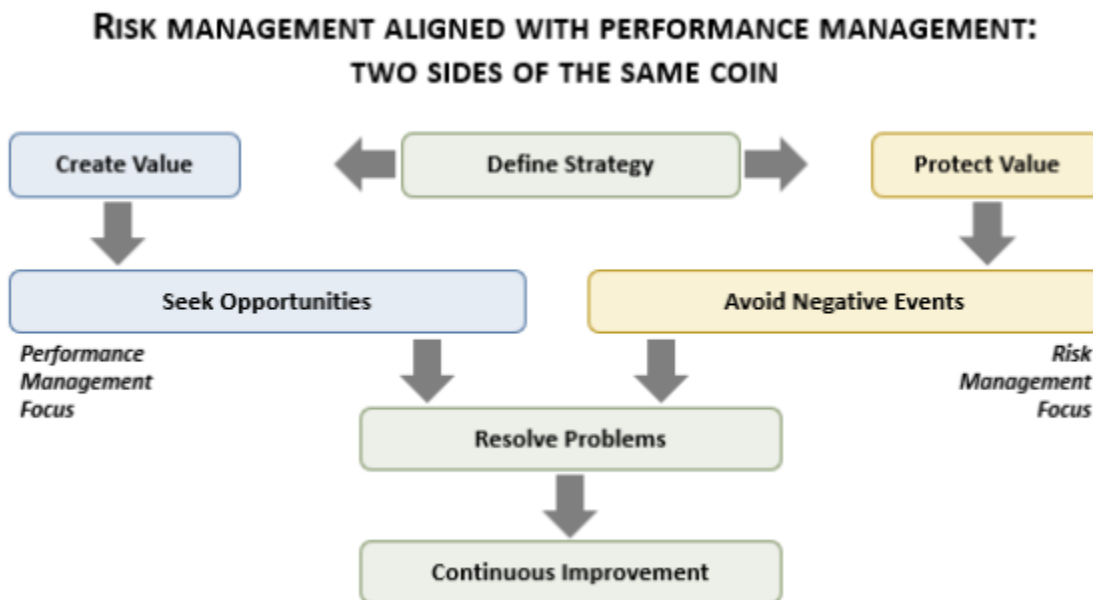 RISK MANAGEMENT ALIGNED WITH PERFORMANCE MANAGEMENT:
TWO SIDES OF THE SAME COIN
Create Value
Define Strategy
Protect Value
Seek Opportunities
Avoid Negative Events
Performance
Management
Focus
Risk
Management
Focus
Resolve Problems
Continuous Improvement